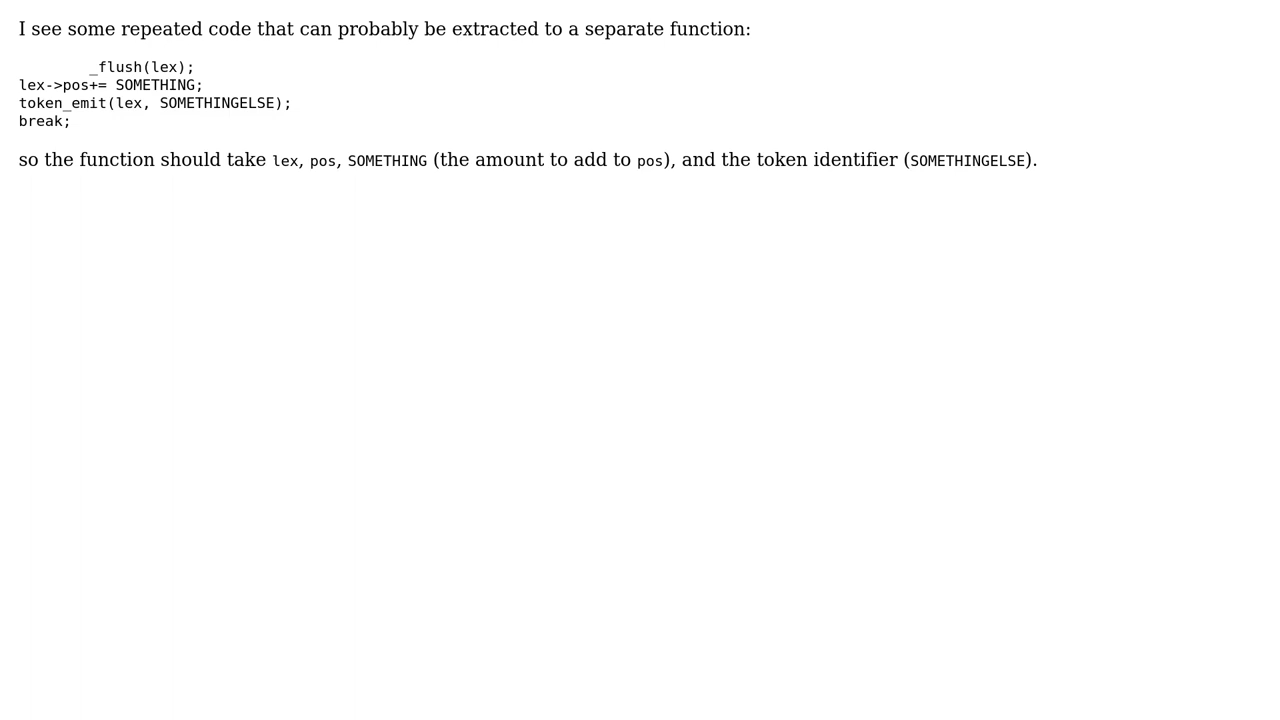 I see some repeated code that can probably be extracted to a separate function:
        _flush(lex);
lex->pos+= SOMETHING;
token_emit(lex, SOMETHINGELSE);
break;
so the function should take lex, pos, SOMETHING (the amount to add to pos), and the token identifier (SOMETHINGELSE).